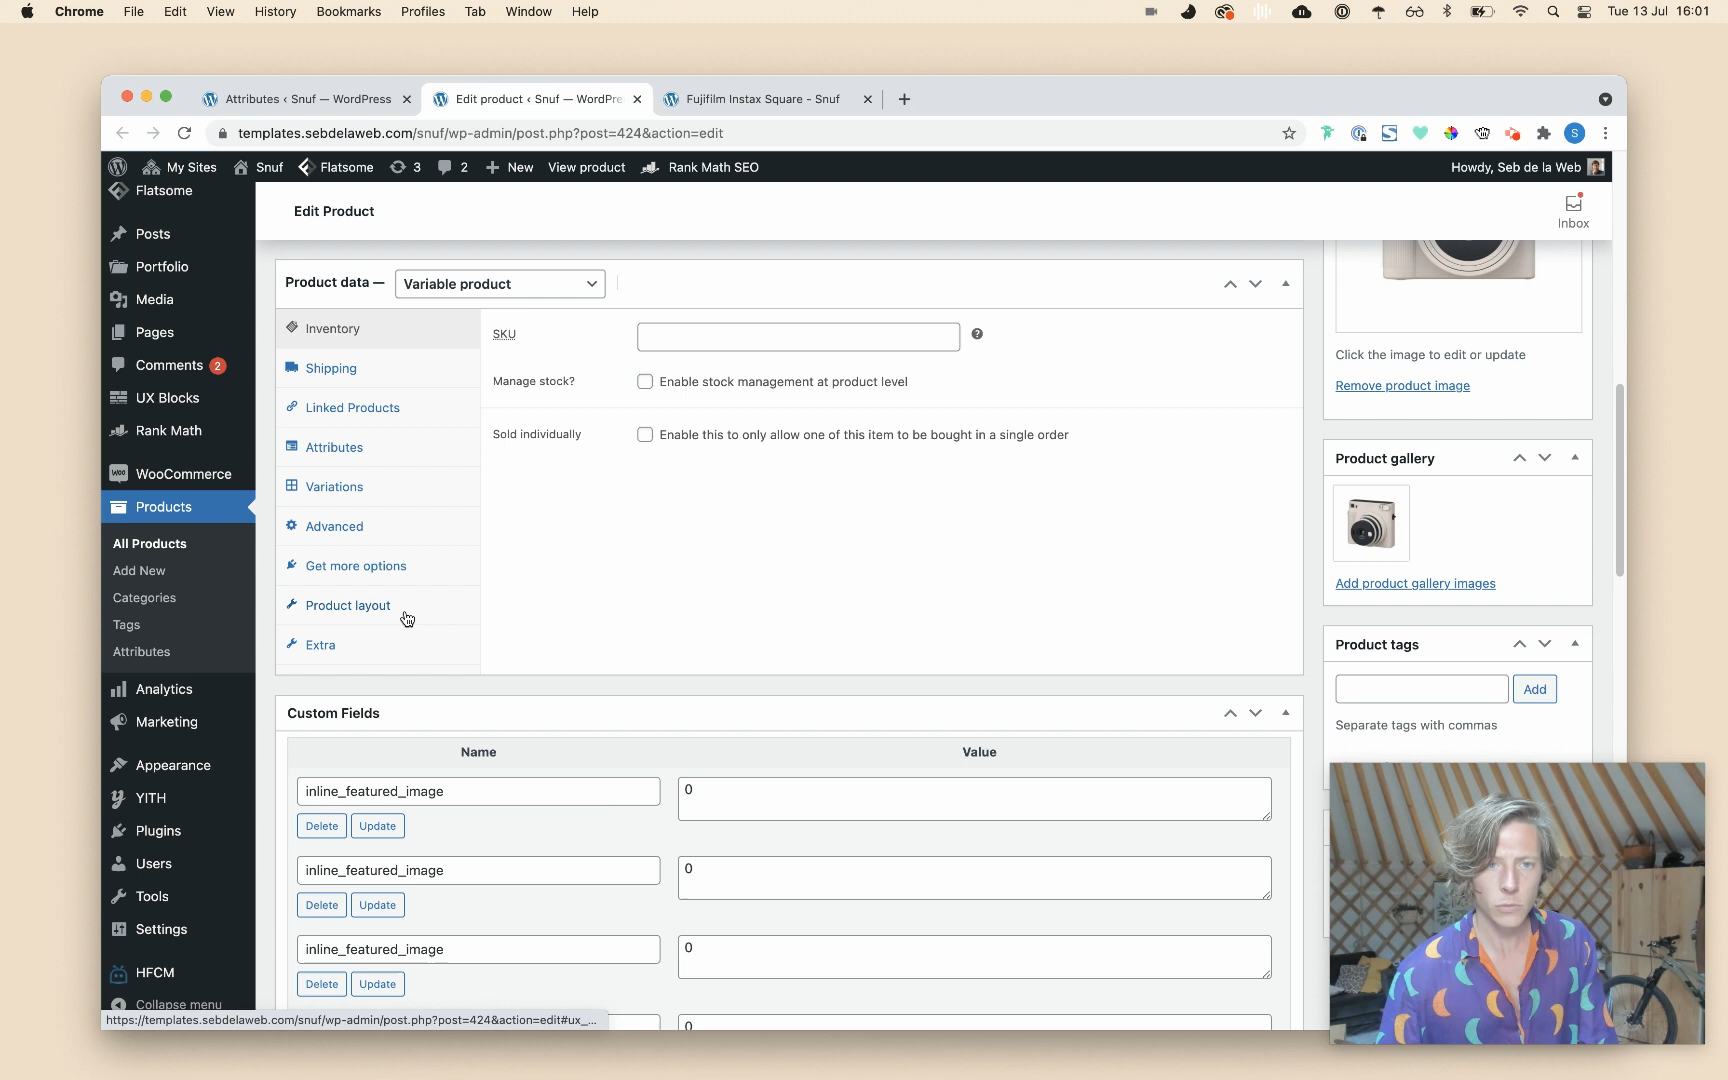 Chrome File Edit View History Bookmarks Profiles Tab Window Help Tue 13 Jul 16:01
Attributes ‹ Snuf — WordPress
Edit product ‹ Snuf — WordPre
Fujifilm Instax Square - Snuf
templates.sebdelaweb.com/snuf/wp-admin/post.php?post=424&action=edit
S
My Sites Snuf Flatsome 3 2 New View product Rank Math SEO Howdy, Seb de la Web
Flatsome
Posts
Portfolio
Media
Pages
Comments 2
UX Blocks
Rank Math
WooCommerce
Products
All Products
Add New
Categories
Tags
Attributes
Analytics
Marketing
Appearance
YITH
Plugins
Users
Tools
Settings
HFCM
Collapse menu
Edit Product
Inbox
Product data — Variable product
Inventory
Shipping
Linked Products
Attributes
Variations
Advanced
Get more options
Product layout
Extra
SKU
Manage stock? Enable stock management at product level
Sold individually Enable this to only allow one of this item to be bought in a single order
Custom Fields
Name Value
inline_featured_image 0
Delete Update
inline_featured_image 0
Delete Update
inline_featured_image 0
Delete Update
0
Click the image to edit or update
Remove product image
Product gallery
Add product gallery images
Product tags
Add
Separate tags with commas
https://templates.sebdelaweb.com/snuf/wp-admin/post.php?post=424&action=edit#ux_...